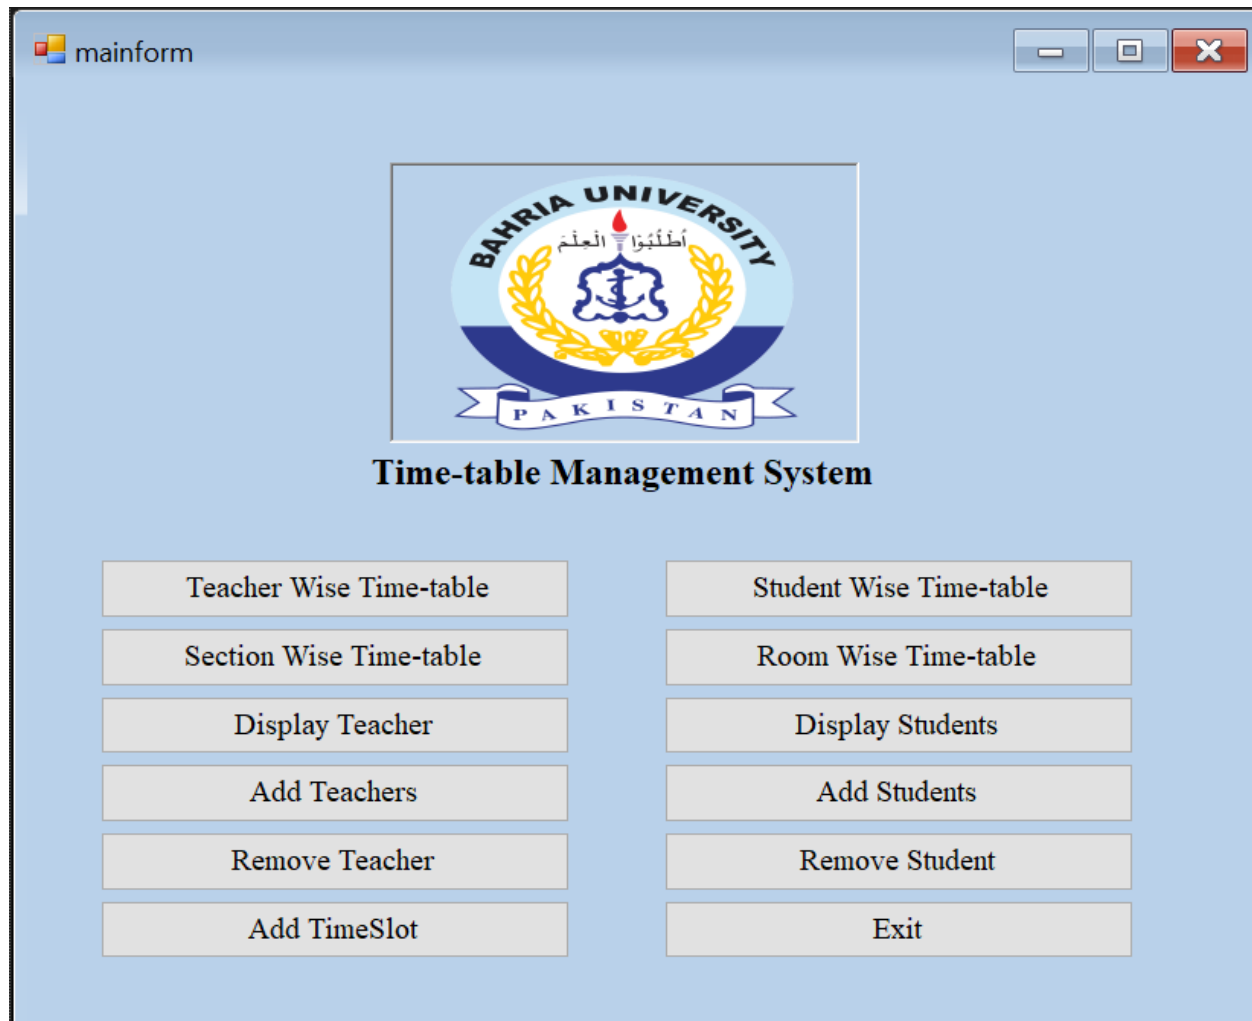 mainform
BAHRIA UNIVERSITY
أُطْلُبُوْا الْعِلْمَ
PAKISTAN
Time-table Management System
Teacher Wise Time-table
Student Wise Time-table
Section Wise Time-table
Room Wise Time-table
Display Teacher
Display Students
Add Teachers
Add Students
Remove Teacher
Remove Student
Add TimeSlot
Exit